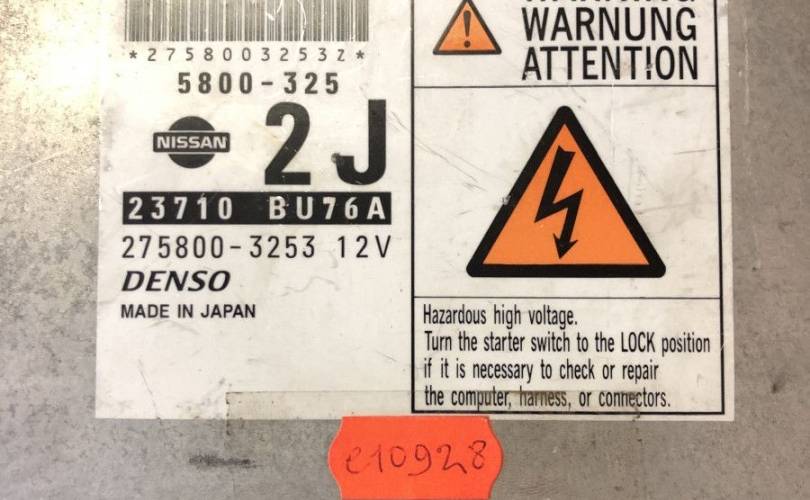 *275800325​3Z*
5800-325
NISSAN
2J
23710 BU76A
275800-3253 12V
DENSO
MADE IN JAPAN
WARNUNG
ATTENTION
Hazardous high voltage.
Turn the starter switch to the LOCK position
if it is necessary to check or repair
the computer, harness, or connectors.
e10928